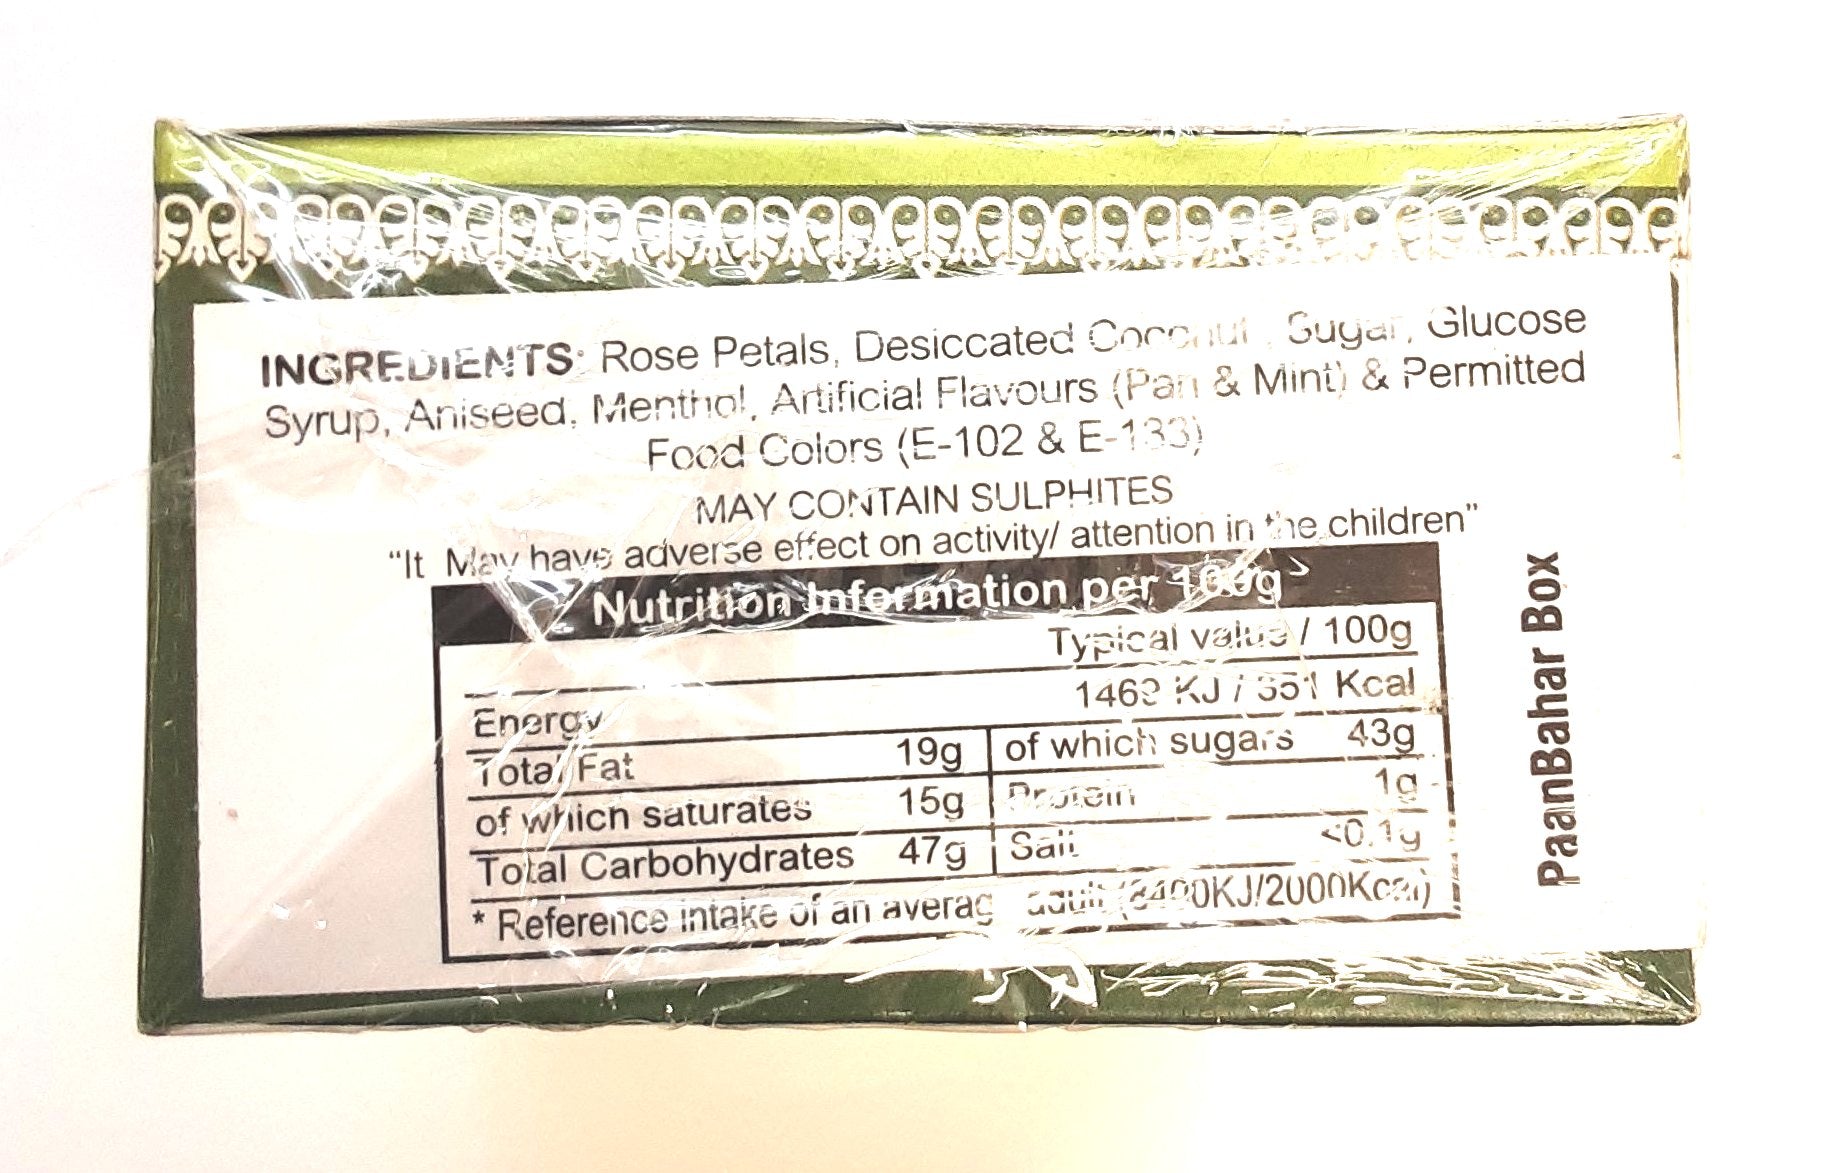 INGREDIENTS: Rose Petals, Desiccated Coconut , Sugar, Glucose
Syrup, Aniseed, Menthol, Artificial Flavours (Pan & Mint) & Permitted
Food Colors (E-102 & E-133)
MAY CONTAIN SULPHITES
"It May have adverse effect on activity/ attention in the children"
Nutrition Information per 100g
Typical value / 100g
Energy KJ / 351 Kcal
Total Fat 19g of which sugars 43g
of which saturates 15g Protein 1g
Total Carbohydrates 47g Salt <0.1g
* Reference intake of an averag adult (8400KJ/2000Kcal)
PaanBahar Box